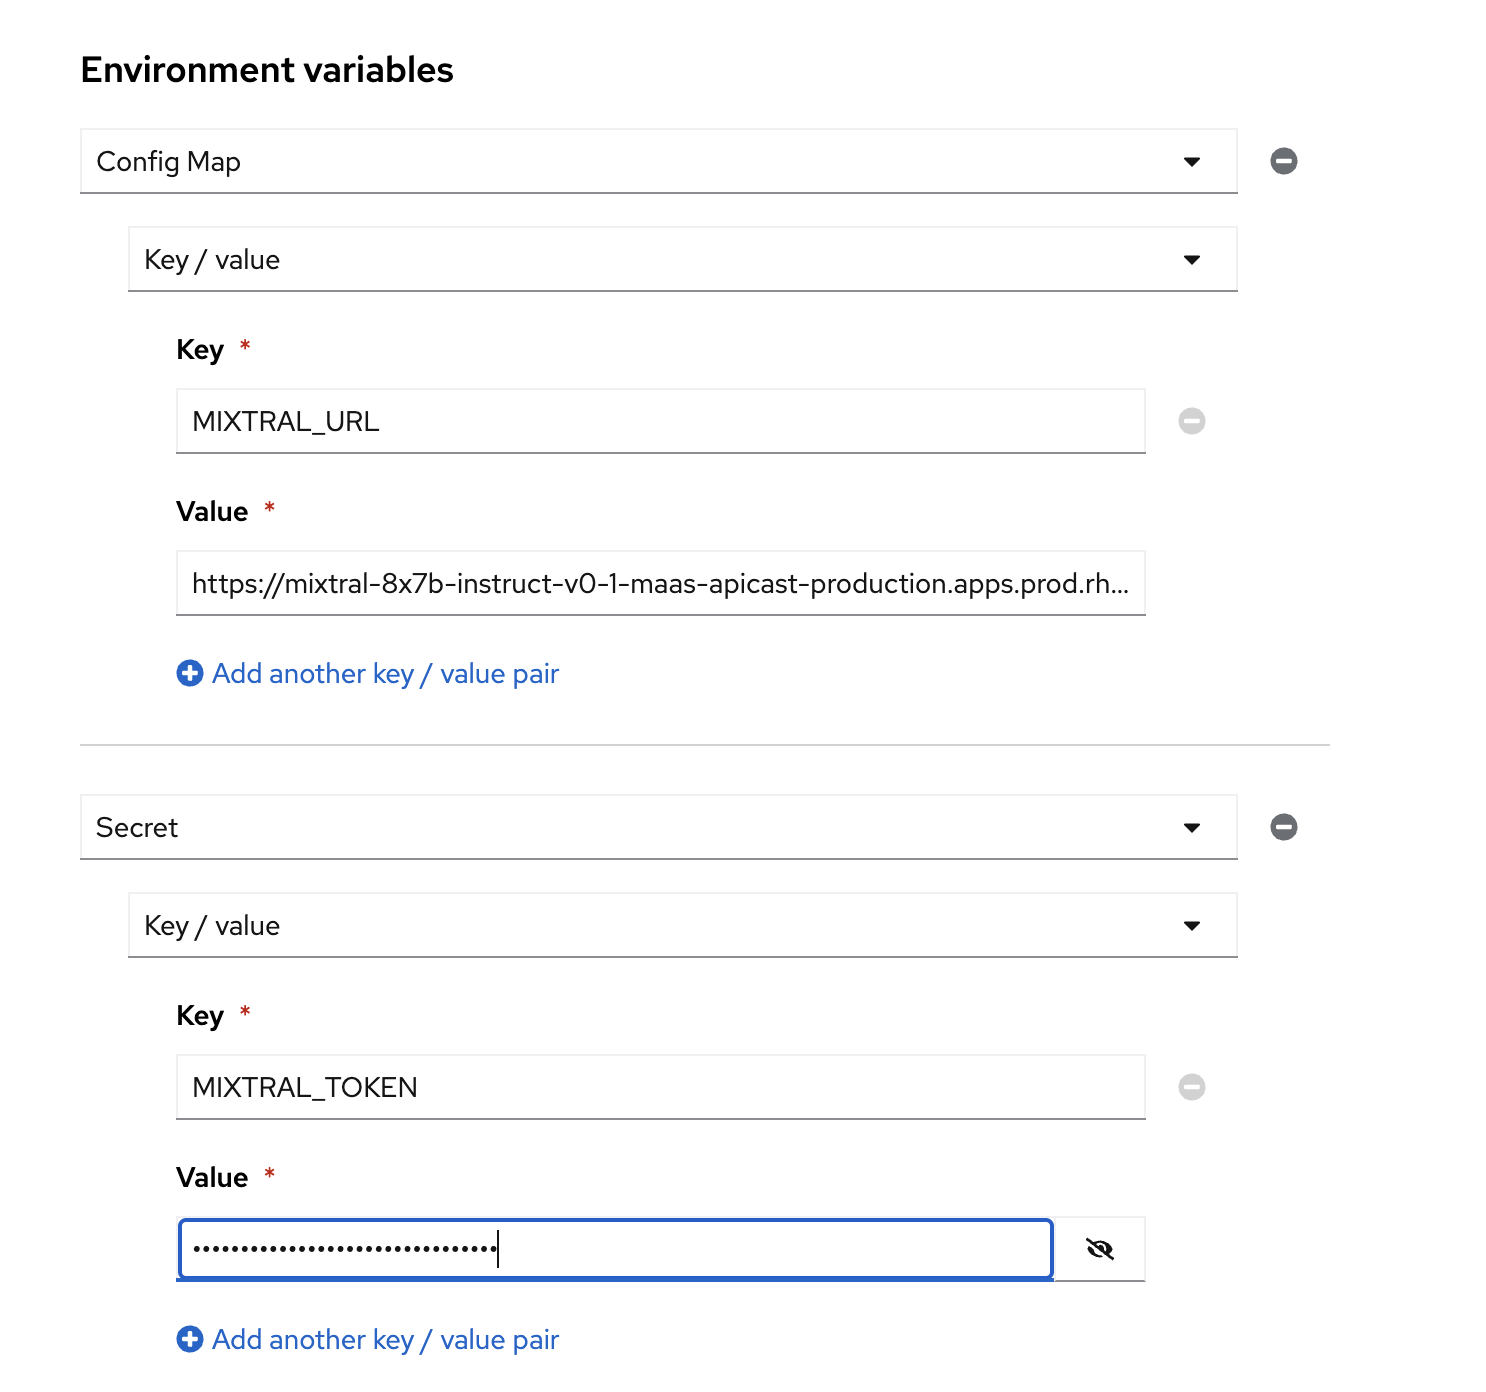 Environment variables
Config Map
Key / value
Key *
MIXTRAL_URL
Value *
https://mixtral-8x7b-instruct-v0-1-maas-apicast-production.apps.prod.rh...
Add another key / value pair
Secret
Key / value
Key *
MIXTRAL_TOKEN
Value *
••••••••••••••••••••••••••••••••
Add another key / value pair